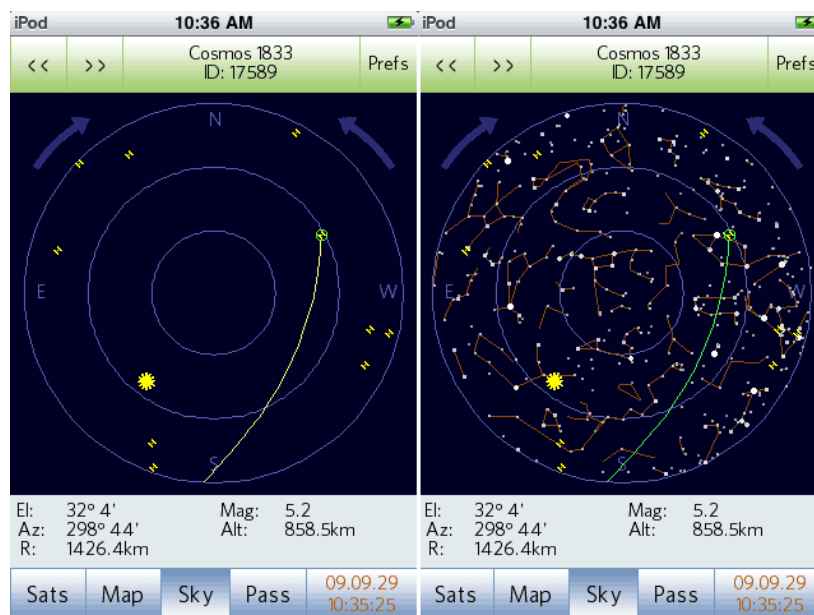 iPod 10:36 AM
<< >> Cosmos 1833 Prefs
ID: 17589
N
E W
S
El: 32° 4' Mag: 5.2
Az: 298° 44' Alt: 858.5km
R: 1426.4km
Sats Map Sky Pass 09.09.29
10:35:25
iPod 10:36 AM
<< >> Cosmos 1833 Prefs
ID: 17589
N
E W
S
El: 32° 4' Mag: 5.2
Az: 298° 44' Alt: 858.5km
R: 1426.4km
Sats Map Sky Pass 09.09.29
10:35:25